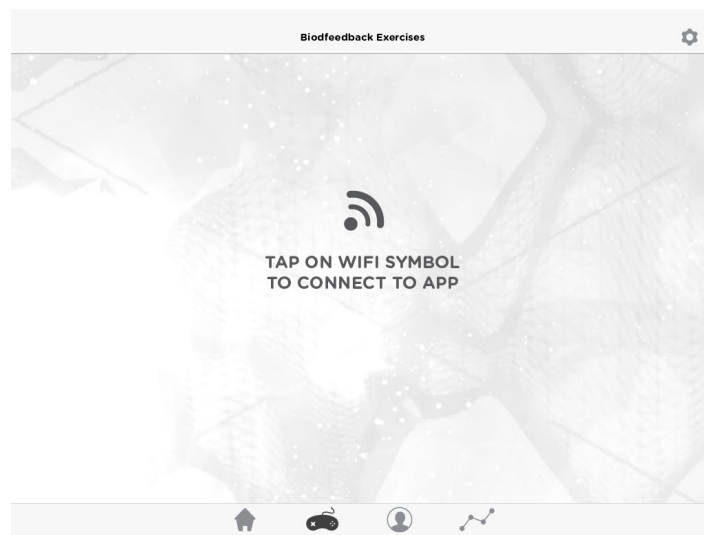 Biodfeedback Exercises
TAP ON WIFI SYMBOL
TO CONNECT TO APP